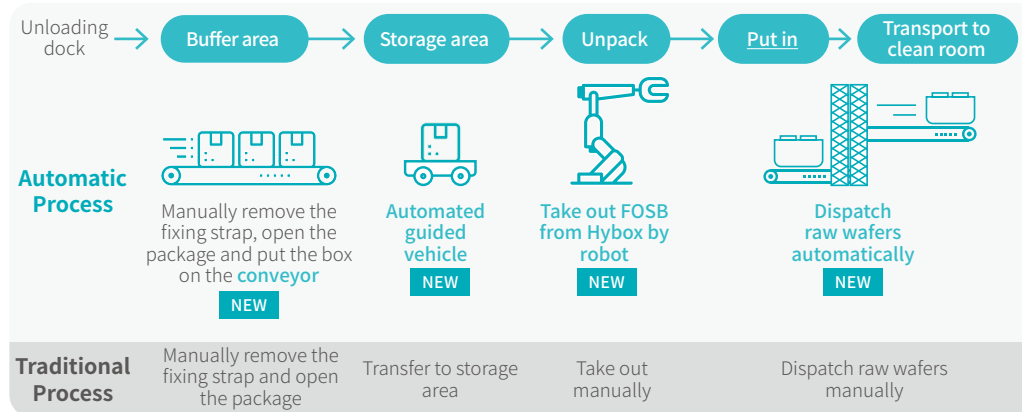 Unloading
dock
Buffer area
Storage area
Unpack
Put in
Transport to
clean room
Automatic
Process
Manually remove the
fixing strap, open the
package and put the box
on the conveyor
NEW
Automated
guided
vehicle
NEW
Take out FOSB
from Hybox by
robot
NEW
Dispatch
raw wafers
automatically
NEW
Traditional
Process
Manually remove the
fixing strap and open
the package
Transfer to storage
area
Take out
manually
Dispatch raw wafers
manually